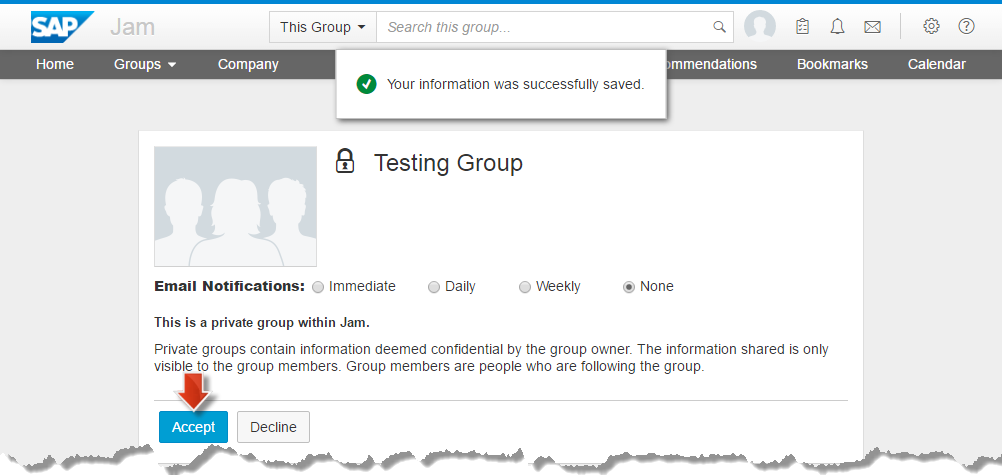 SAP Jam This Group Search this group...
Home Groups Company ommendations Bookmarks Calendar
Your information was successfully saved.
Testing Group
Email Notifications: Immediate Daily Weekly None
This is a private group within Jam.
Private groups contain information deemed confidential by the group owner. The information shared is only
visible to the group members. Group members are people who are following the group.
Accept Decline